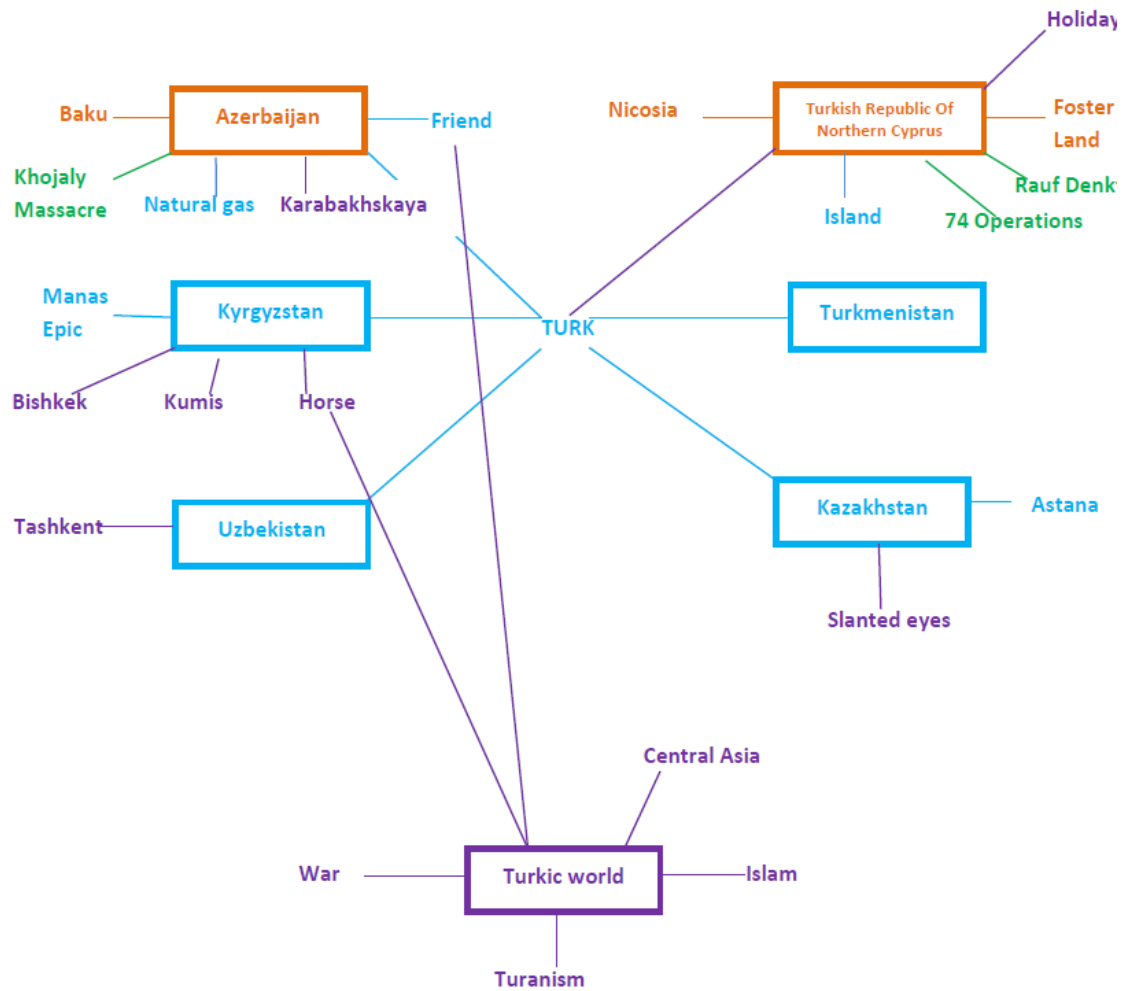 Holiday
Baku
Azerbaijan
Friend
Nicosia
Turkish Republic Of
Northern Cyprus
Foster
Land
Khojaly
Massacre
Natural gas
Karabakhskaya
Island
74 Operations
Rauf Denk
Manas
Epic
Kyrgyzstan
TURK
Turkmenistan
Bishkek
Kumis
Horse
Tashkent
Uzbekistan
Kazakhstan
Astana
Slanted eyes
Central Asia
War
Turkic world
Islam
Turanism